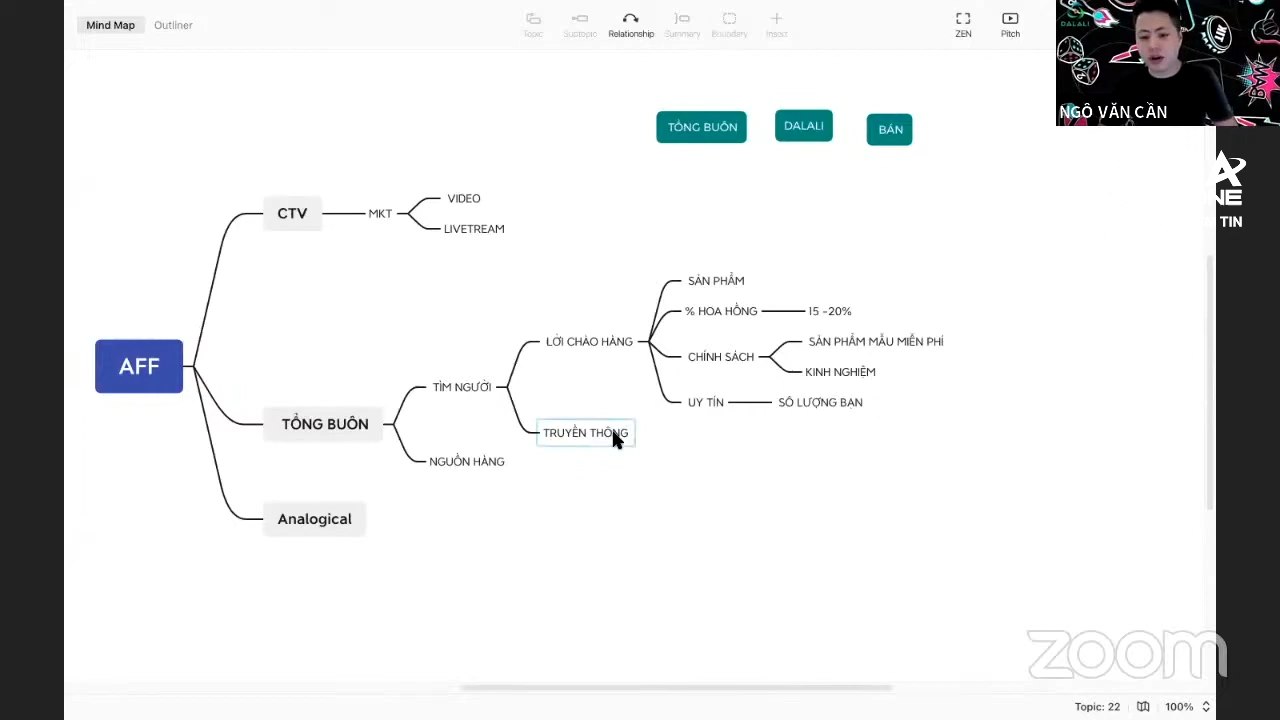 Mind Map
Outliner
Topic
Subtopic
Relationship
Summary
Boundary
Insert
ZEN
Pitch
DALALI
NGÔ VĂN CẦN
NE
TIN
TỔNG BUÔN
DALALI
BÁN
CTV
MKT
VIDEO
LIVETREAM
AFF
TỔNG BUÔN
TÌM NGƯỜI
LỜI CHÀO HÀNG
SẢN PHẨM
% HOA HỒNG
15 -20%
CHÍNH SÁCH
SẢN PHẨM MẪU MIỄN PHÍ
KINH NGHIỆM
UY TÍN
SỐ LƯỢNG BẠN
TRUYỀN THÔNG
NGUỒN HÀNG
Analogical
zoom
Topic: 22
100%